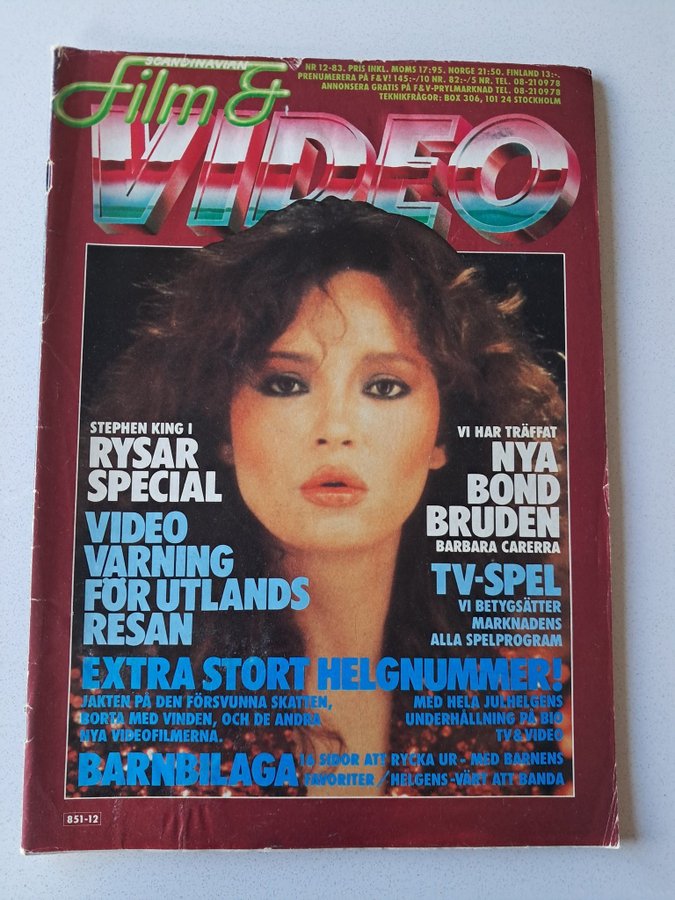 SCANDINAVIAN
Film &
VIDEO
NR 12-83. PRIS INKL. MOMS 17:95. NORGE 21:50. FINLAND 13:-.
PRENUMERERA PÅ F&V! 145:-/10 NR. 82:-/5 NR. TEL. 08-210978
ANNONSERA GRATIS PÅ F&V-PRYLMARKNAD TEL. 08-210978
TEKNIKFRÅGOR: BOX 306, 101 24 STOCKHOLM
STEPHEN KING I
RYSAR
SPECIAL
VIDEO
VARNING
FÖR UTLANDS
RESAN
VI HAR TRÄFFAT
NYA
BOND
BRUDEN
BARBARA CARERRA
TV-SPEL
VI BETYGSÄTTER
MARKNADENS
ALLA SPELPROGRAM
EXTRA STORT HELGNUMMER!
JAKTEN PÅ DEN FÖRSVUNNA SKATTEN,
BORTA MED VINDEN, OCH DE ANDRA
NYA VIDEOFILMERNA.
MED HELA JULHELGENS
UNDERHÅLLNING PÅ BIO
TV & VIDEO
BARNBILAGA
16 SIDOR ATT RYCKA UR - MED BARNENS
FAVORITER / HELGENS - VÄRT ATT BANDA
851-12